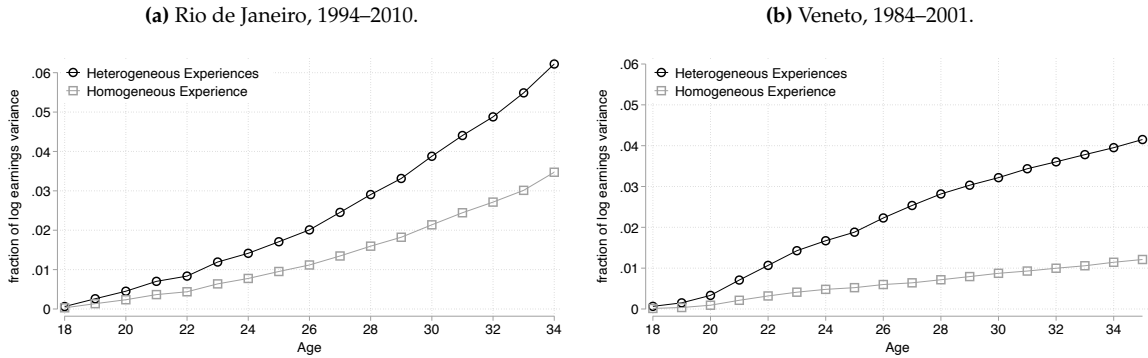 (a) Rio de Janeiro, 1994–2010.
fraction of log earnings variance
.06
.05
.04
.03
.02
.01
0
Heterogeneous Experiences
Homogeneous Experience
18 20 22 24 26 28 30 32 34
Age
(b) Veneto, 1984–2001.
fraction of log earnings variance
.06
.05
.04
.03
.02
.01
0
Heterogeneous Experiences
Homogeneous Experience
18 20 22 24 26 28 30 32 34
Age